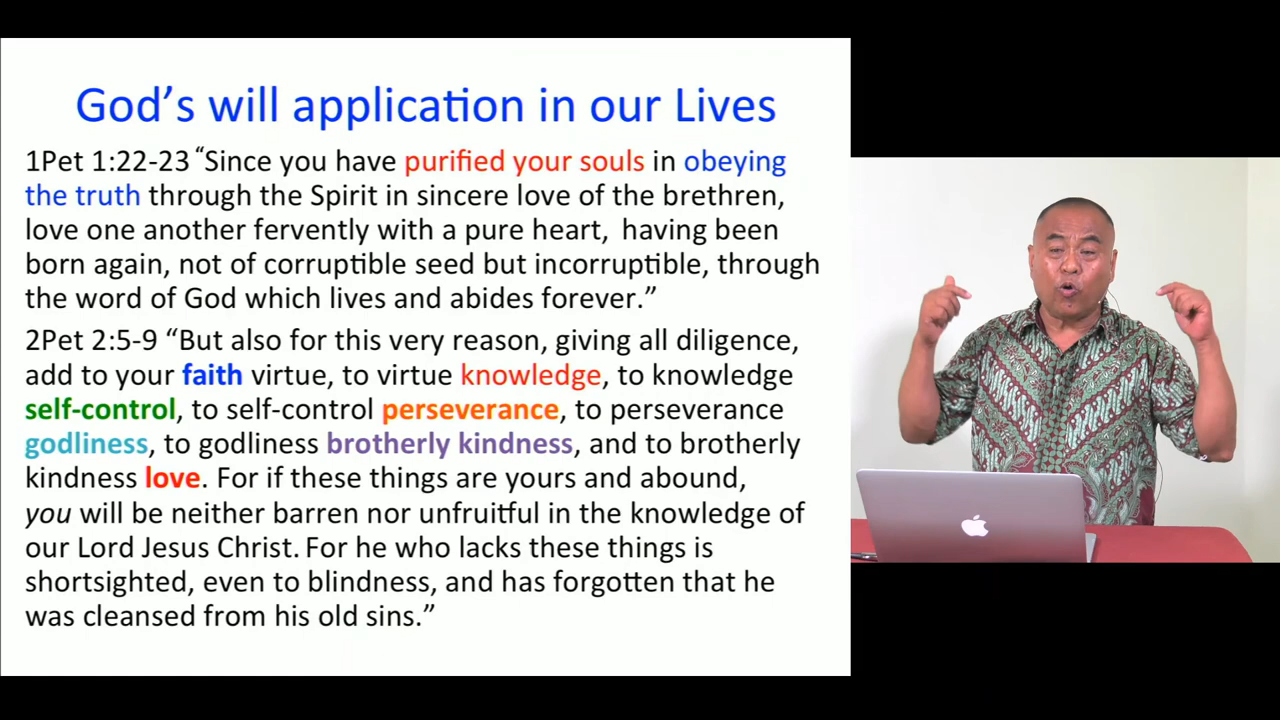 God’s will application in our Lives
1Pet 1:22-23 “Since you have purified your souls in obeying
the truth through the Spirit in sincere love of the brethren,
love one another fervently with a pure heart, having been
born again, not of corruptible seed but incorruptible, through
the word of God which lives and abides forever.”
2Pet 2:5-9 “But also for this very reason, giving all diligence,
add to your faith virtue, to virtue knowledge, to knowledge
self-control, to self-control perseverance, to perseverance
godliness, to godliness brotherly kindness, and to brotherly
kindness love. For if these things are yours and abound,
you will be neither barren nor unfruitful in the knowledge of
our Lord Jesus Christ. For he who lacks these things is
shortsighted, even to blindness, and has forgotten that he
was cleansed from his old sins.”